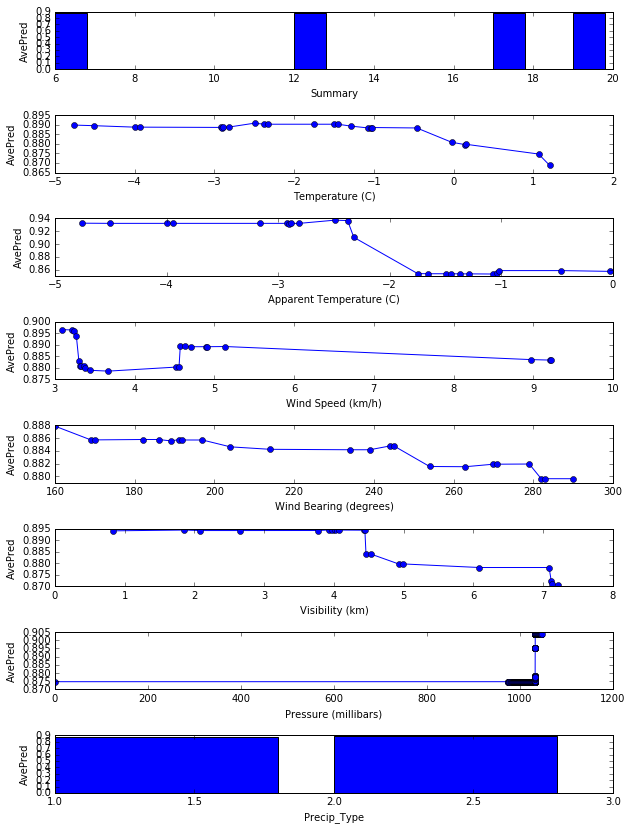 AvePred
0.9
0.8
0.7
0.6
0.5
0.4
0.3
0.2
0.1
0.0
6 8 10 12 14 16 18 20
Summary
AvePred
0.895
0.890
0.885
0.880
0.875
0.870
0.865
−5 −4 −3 −2 −1 0 1 2
Temperature (C)
AvePred
0.94
0.92
0.90
0.88
0.86
−5 −4 −3 −2 −1 0
Apparent Temperature (C)
AvePred
0.900
0.895
0.890
0.885
0.880
0.875
3 4 5 6 7 8 9 10
Wind Speed (km/h)
AvePred
0.888
0.886
0.884
0.882
0.880
160 180 200 220 240 260 280 300
Wind Bearing (degrees)
AvePred
0.895
0.890
0.885
0.880
0.875
0.870
0 1 2 3 4 5 6 7 8
Visibility (km)
AvePred
0.905
0.900
0.895
0.890
0.885
0.880
0.875
0.870
0 200 400 600 800 1000 1200
Pressure (millibars)
AvePred
0.9
0.8
0.7
0.6
0.5
0.4
0.3
0.2
0.1
0.0
1.0 1.5 2.0 2.5 3.0
Precip_Type